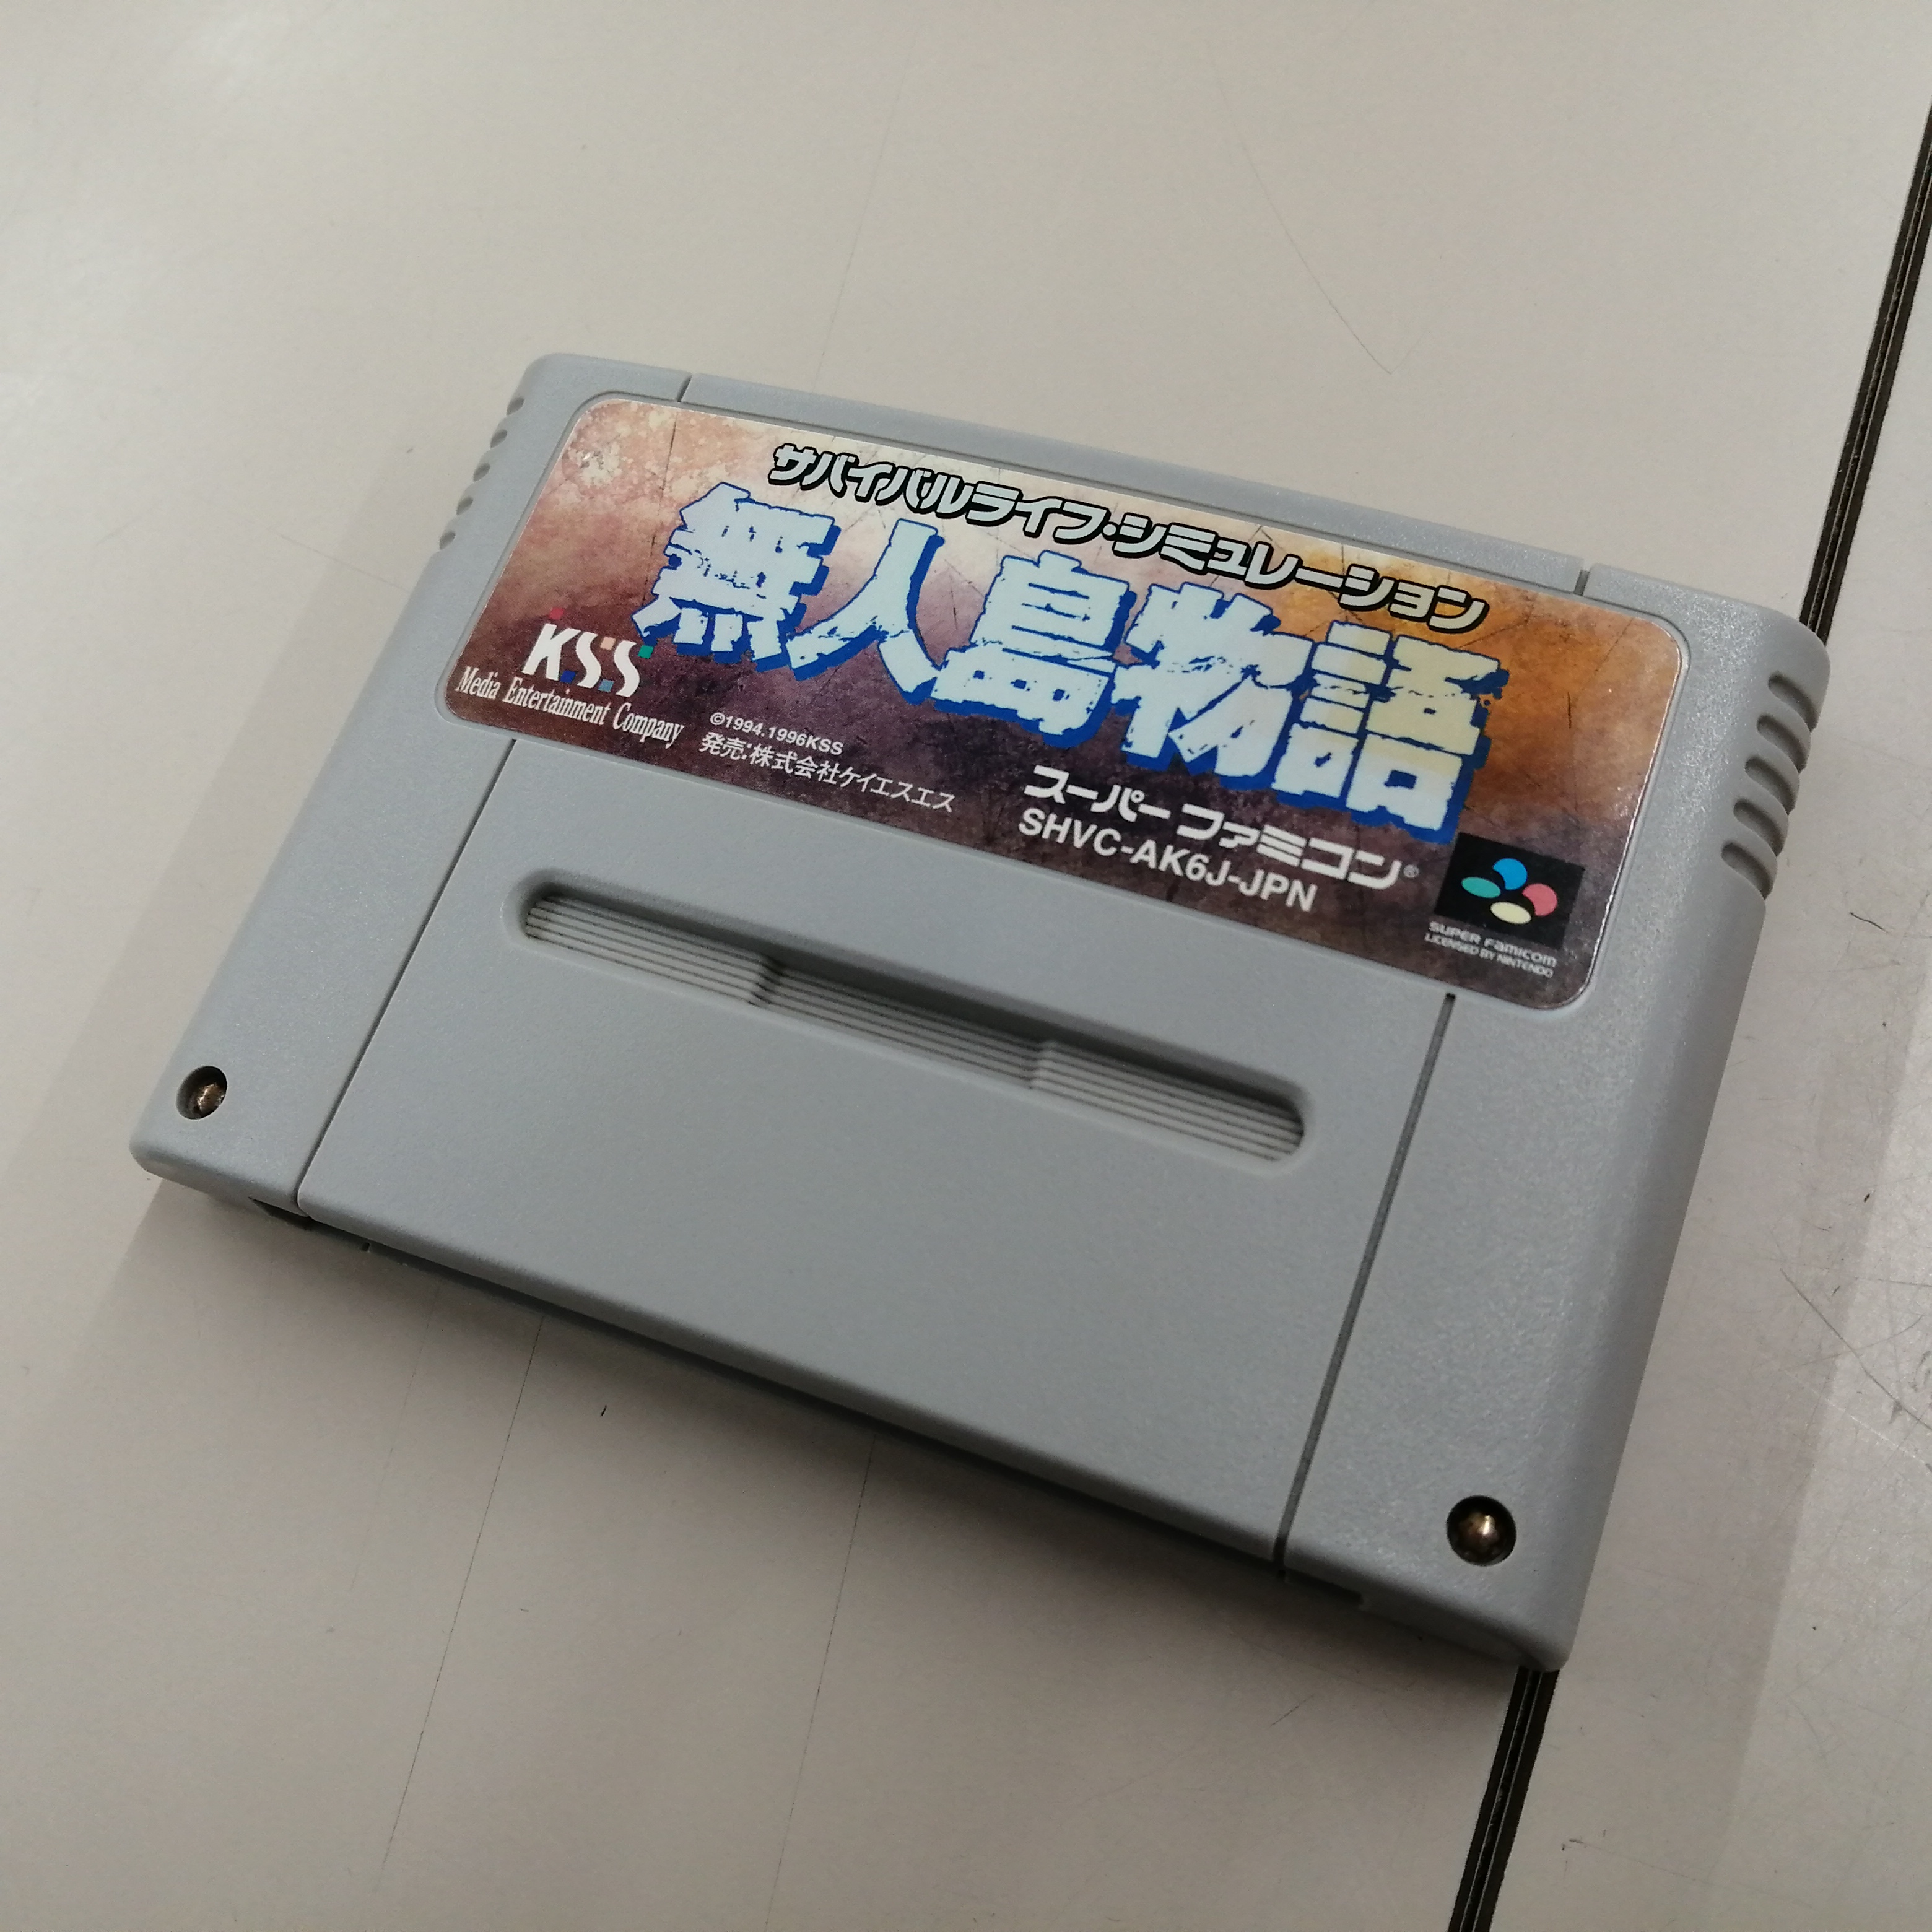 サバイバルライフ・シミュレーション
無人島物語
KSS
Media Entertainment Company
©1994.1996KSS
発売:株式会社ケイエスエス
スーパー ファミコン®
SHVC-AK6J-JPN
SUPER FAMICOM
LICENSED BY NINTENDO